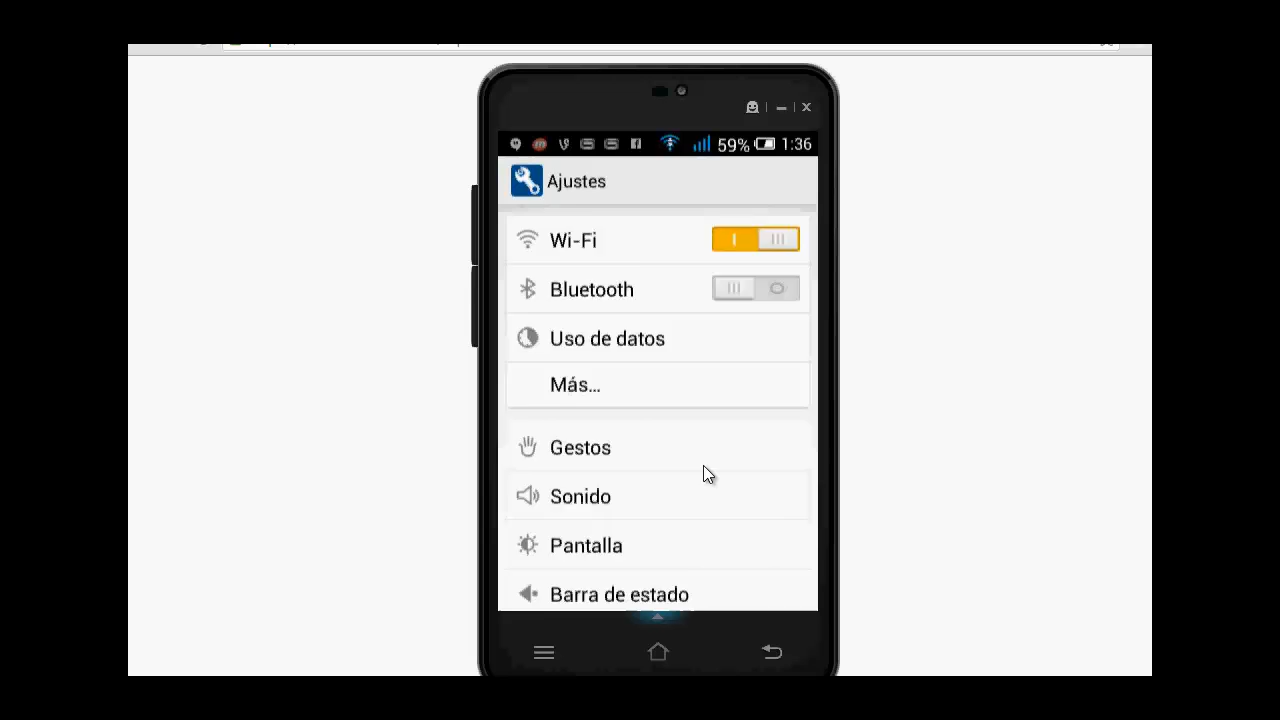 59% 1:36
Ajustes
Wi-Fi
Bluetooth
Uso de datos
Más...
Gestos
Sonido
Pantalla
Barra de estado